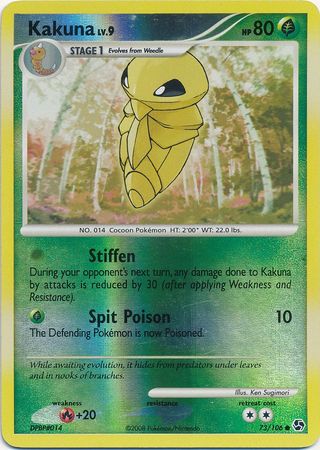 Kakuna LV.9 HP 80
STAGE 1 Evolves from Weedle
NO. 014 Cocoon Pokémon HT: 2'00" WT: 22.0 lbs.
Stiffen
During your opponent's next turn, any damage done to Kakuna
by attacks is reduced by 30 (after applying Weakness and
Resistance).
Spit Poison 10
The Defending Pokémon is now Poisoned.
While awaiting evolution, it hides from predators under leaves
and in nooks of branches.
Illus. Ken Sugimori
weakness resistance retreat cost
+20
DPBP#014 ©2008 Pokémon/Nintendo 73/106